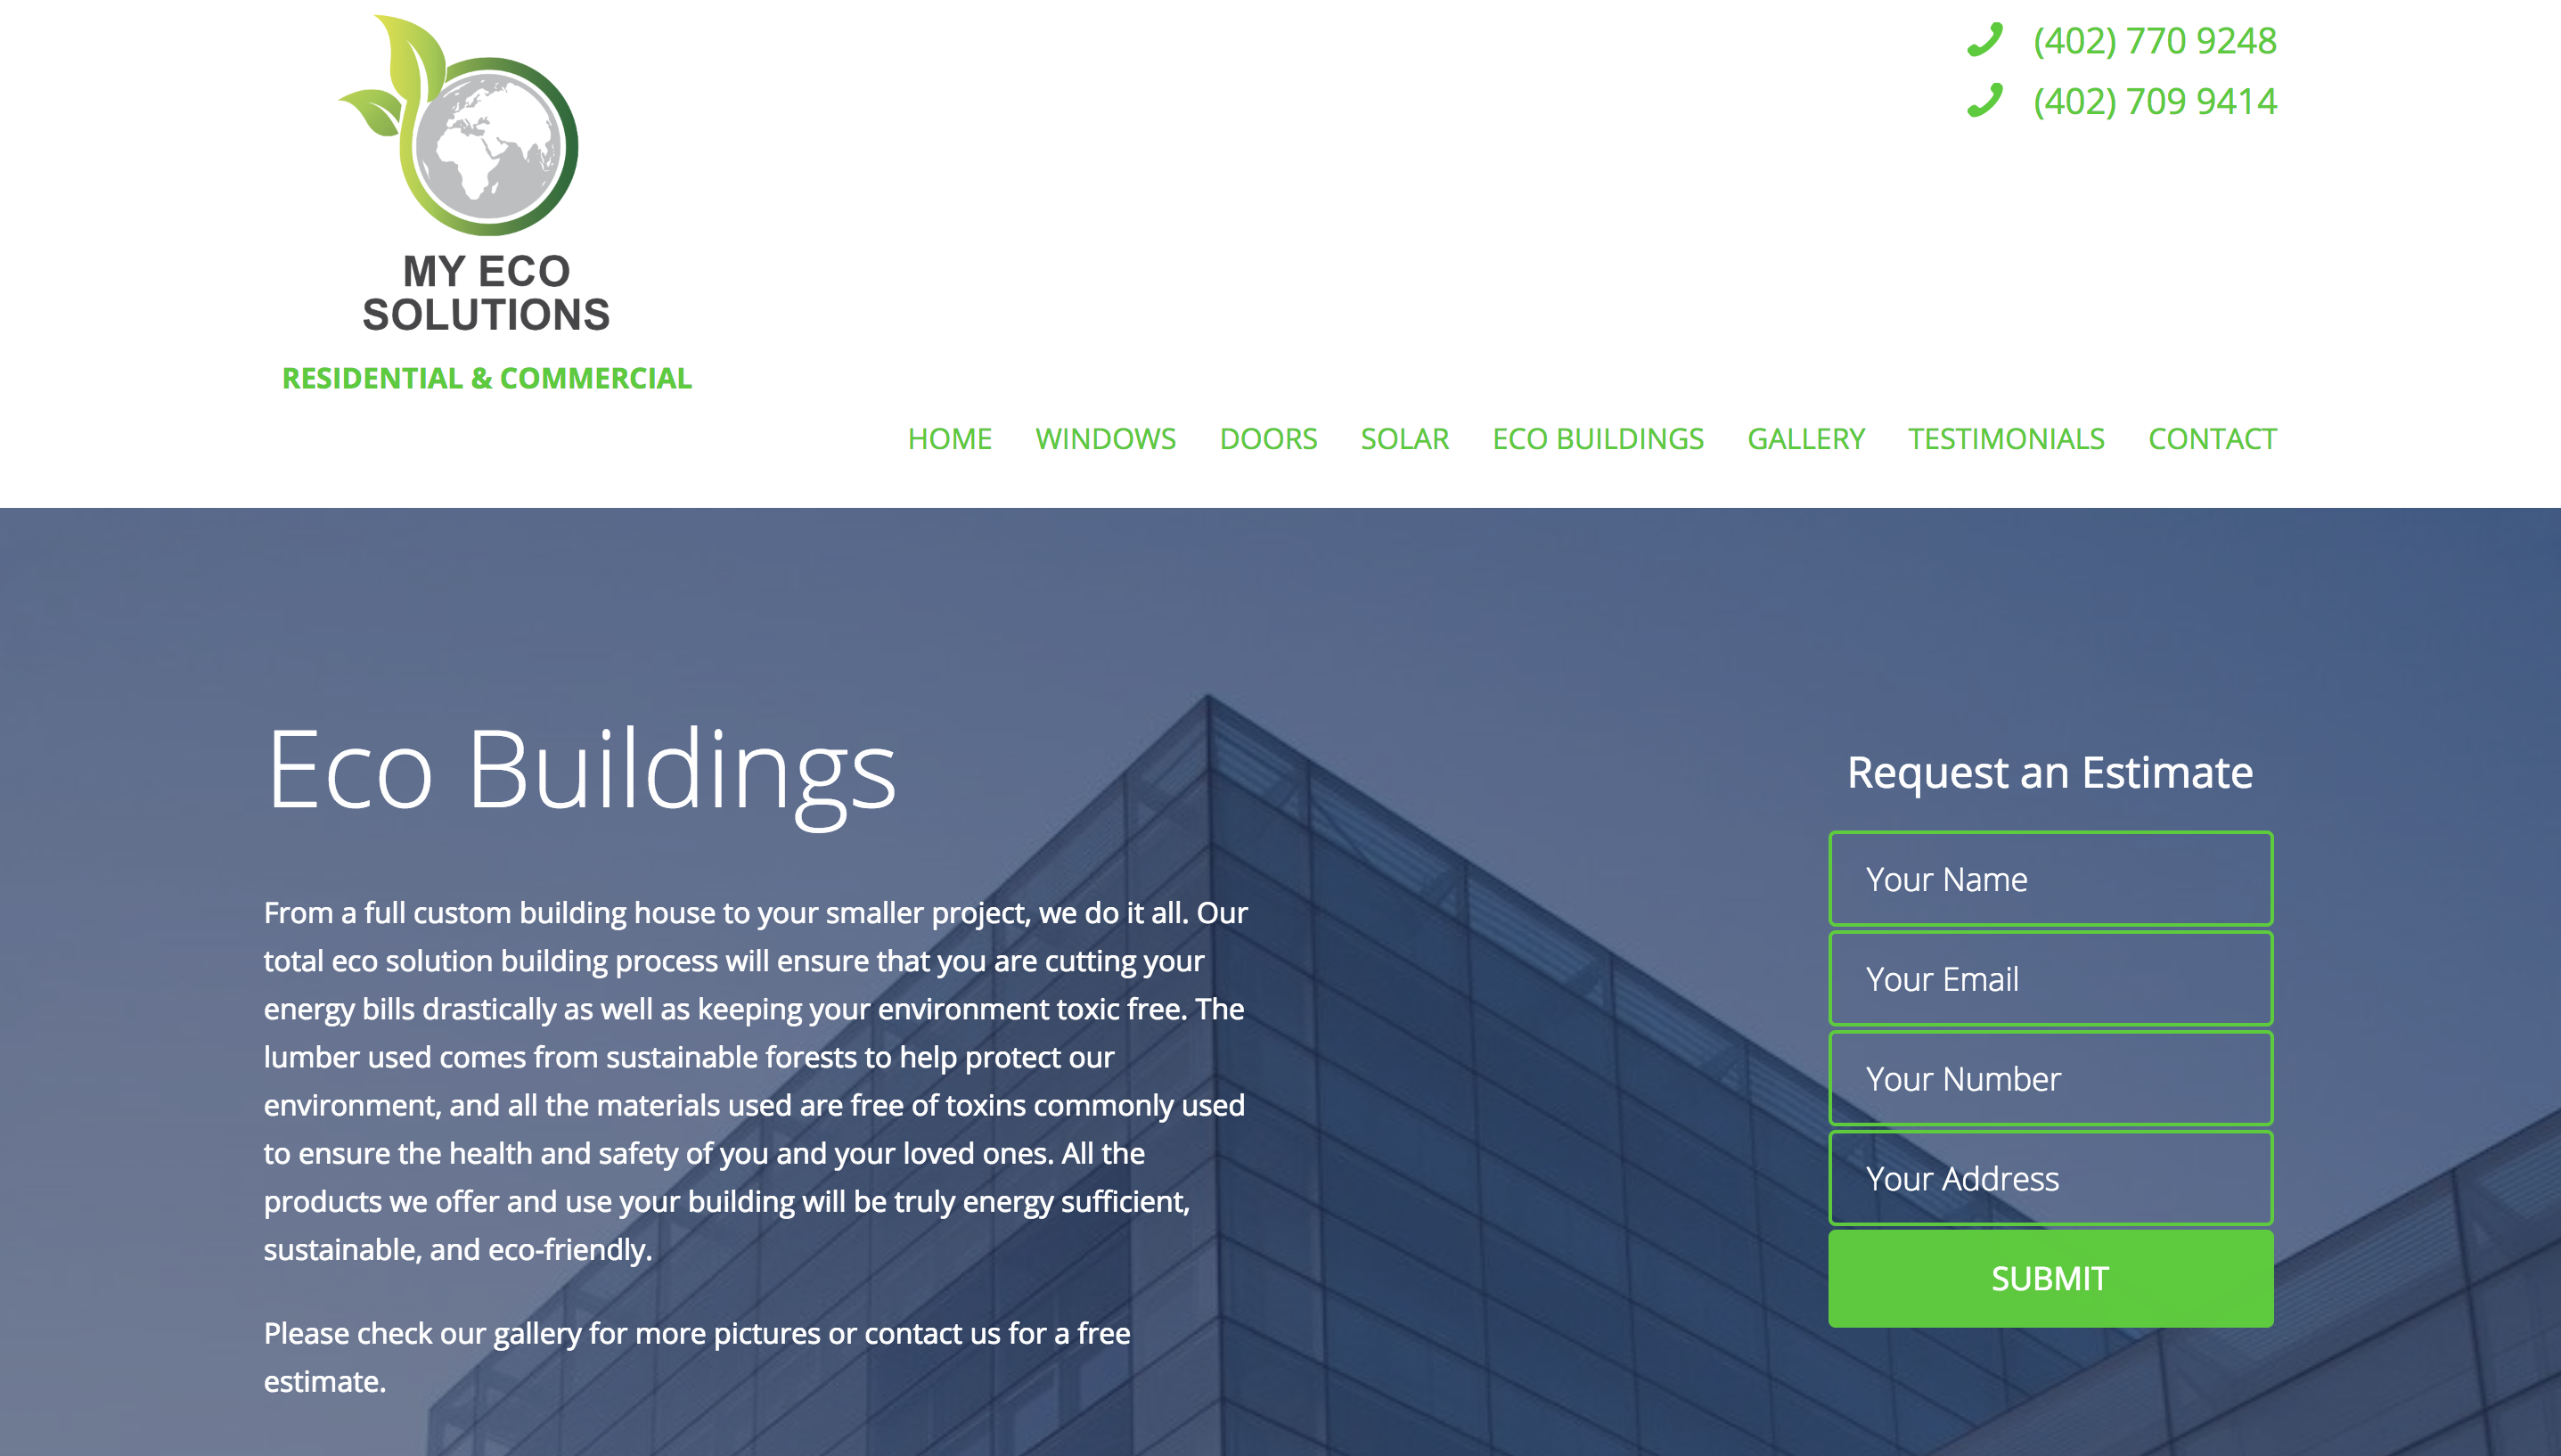 (402) 770 9248
(402) 709 9414
MY ECO
SOLUTIONS
RESIDENTIAL & COMMERCIAL
HOME WINDOWS DOORS SOLAR ECO BUILDINGS GALLERY TESTIMONIALS CONTACT
Eco Buildings
From a full custom building house to your smaller project, we do it all. Our
total eco solution building process will ensure that you are cutting your
energy bills drastically as well as keeping your environment toxic free. The
lumber used comes from sustainable forests to help protect our
environment, and all the materials used are free of toxins commonly used
to ensure the health and safety of you and your loved ones. All the
products we offer and use your building will be truly energy sufficient,
sustainable, and eco-friendly.
Please check our gallery for more pictures or contact us for a free
estimate.
Request an Estimate
Your Name
Your Email
Your Number
Your Address
SUBMIT